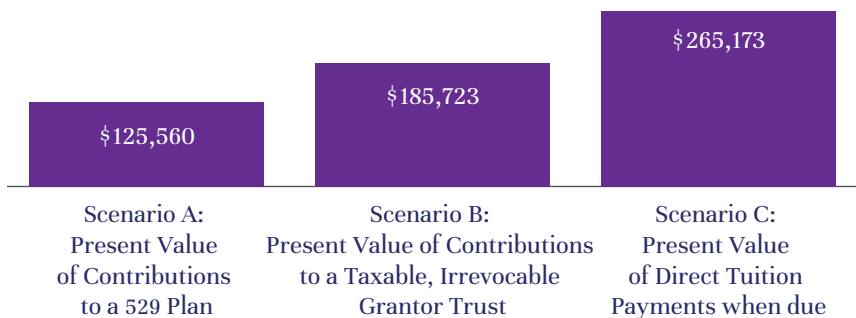 $125,560
$185,723
$265,173
Scenario A:
Present Value
of Contributions
to a 529 Plan
Scenario B:
Present Value of Contributions
to a Taxable, Irrevocable
Grantor Trust
Scenario C:
Present Value
of Direct Tuition
Payments when due